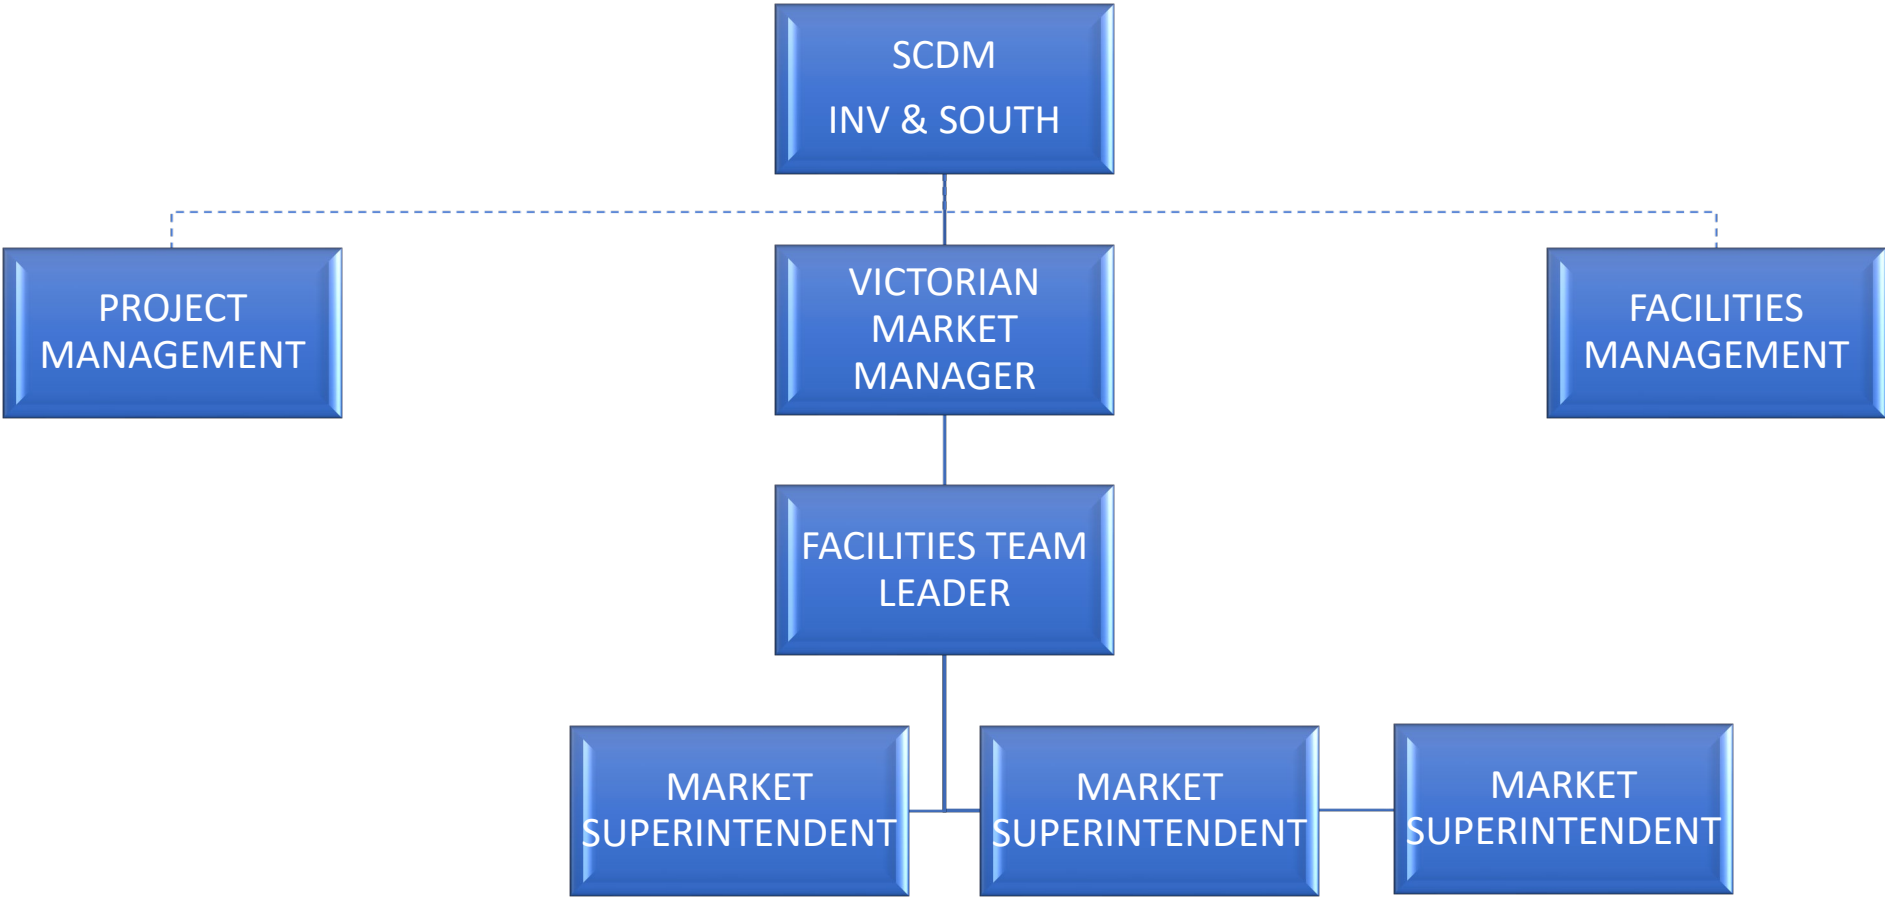 SCDM
INV & SOUTH
PROJECT
MANAGEMENT
VICTORIAN
MARKET
MANAGER
FACILITIES
MANAGEMENT
FACILITIES TEAM
LEADER
MARKET
SUPERINTENDENT
MARKET
SUPERINTENDENT
MARKET
SUPERINTENDENT